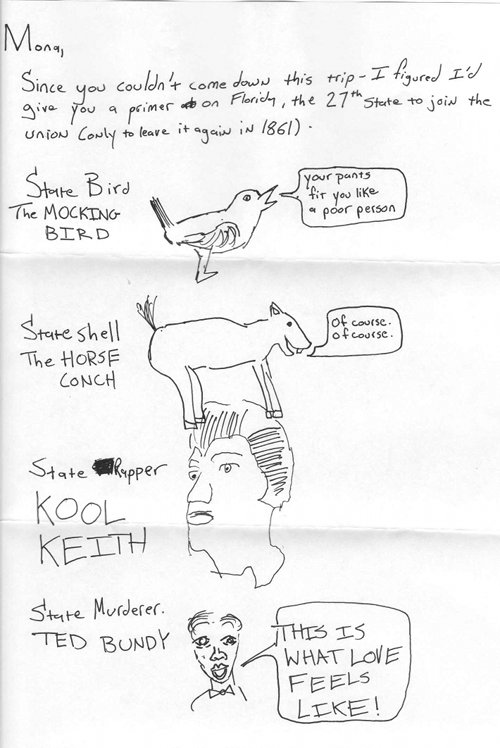 Mona,
Since you couldn't come down this trip - I figured I'd
give you a primer on Florida, the 27th State to join the
union (only to leave it again in 1861).
State Bird
The MOCKING
BIRD
your pants
fit you like
a poor person
State shell
The HORSE
CONCH
Of course.
of course.
State Rapper
KOOL
KEITH
State Murderer.
TED BUNDY
THIS IS
WHAT LOVE
FEELS
LIKE!